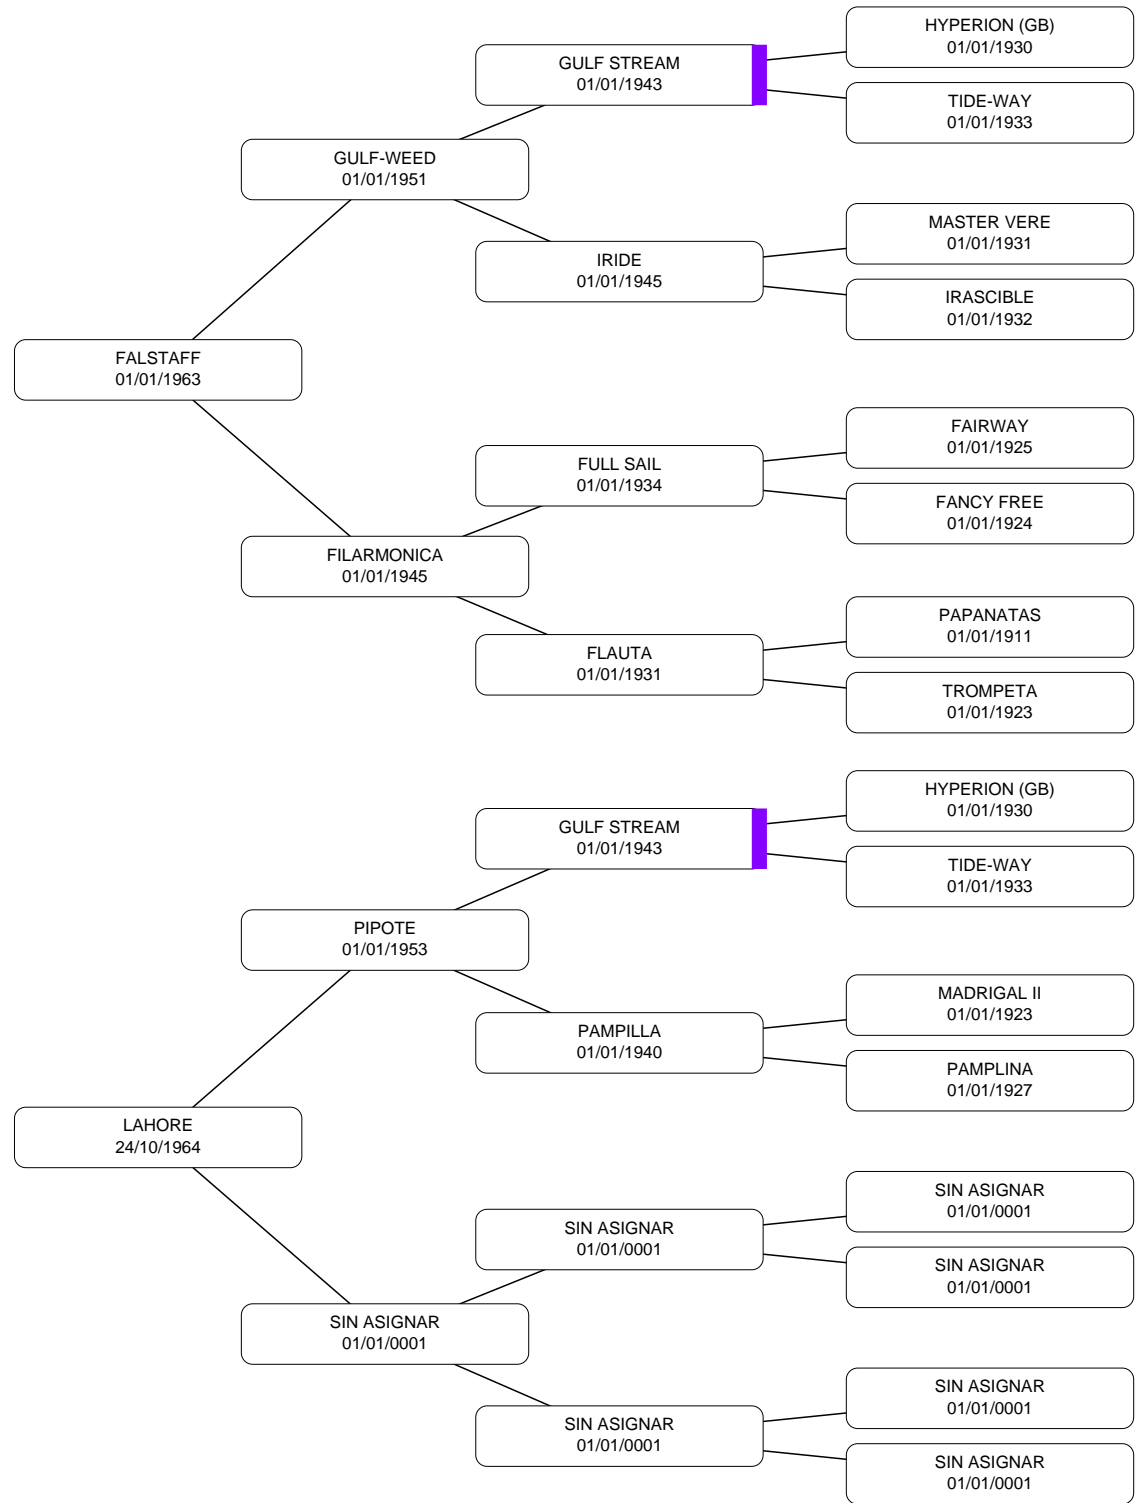 HYPERION (GB)
01/01/1930
GULF STREAM
01/01/1943
TIDE-WAY
01/01/1933
GULF-WEED
01/01/1951
MASTER VERE
01/01/1931
IRIDE
01/01/1945
IRASCIBLE
01/01/1932
FALSTAFF
01/01/1963
FAIRWAY
01/01/1925
FULL SAIL
01/01/1934
FANCY FREE
01/01/1924
FILARMONICA
01/01/1945
PAPANATAS
01/01/1911
FLAUTA
01/01/1931
TROMPETA
01/01/1923
HYPERION (GB)
01/01/1930
GULF STREAM
01/01/1943
TIDE-WAY
01/01/1933
PIPOTE
01/01/1953
MADRIGAL II
01/01/1923
PAMPILLA
01/01/1940
PAMPLINA
01/01/1927
LAHORE
24/10/1964
SIN ASIGNAR
01/01/0001
SIN ASIGNAR
01/01/0001
SIN ASIGNAR
01/01/0001
SIN ASIGNAR
01/01/0001
SIN ASIGNAR
01/01/0001
SIN ASIGNAR
01/01/0001
SIN ASIGNAR
01/01/0001